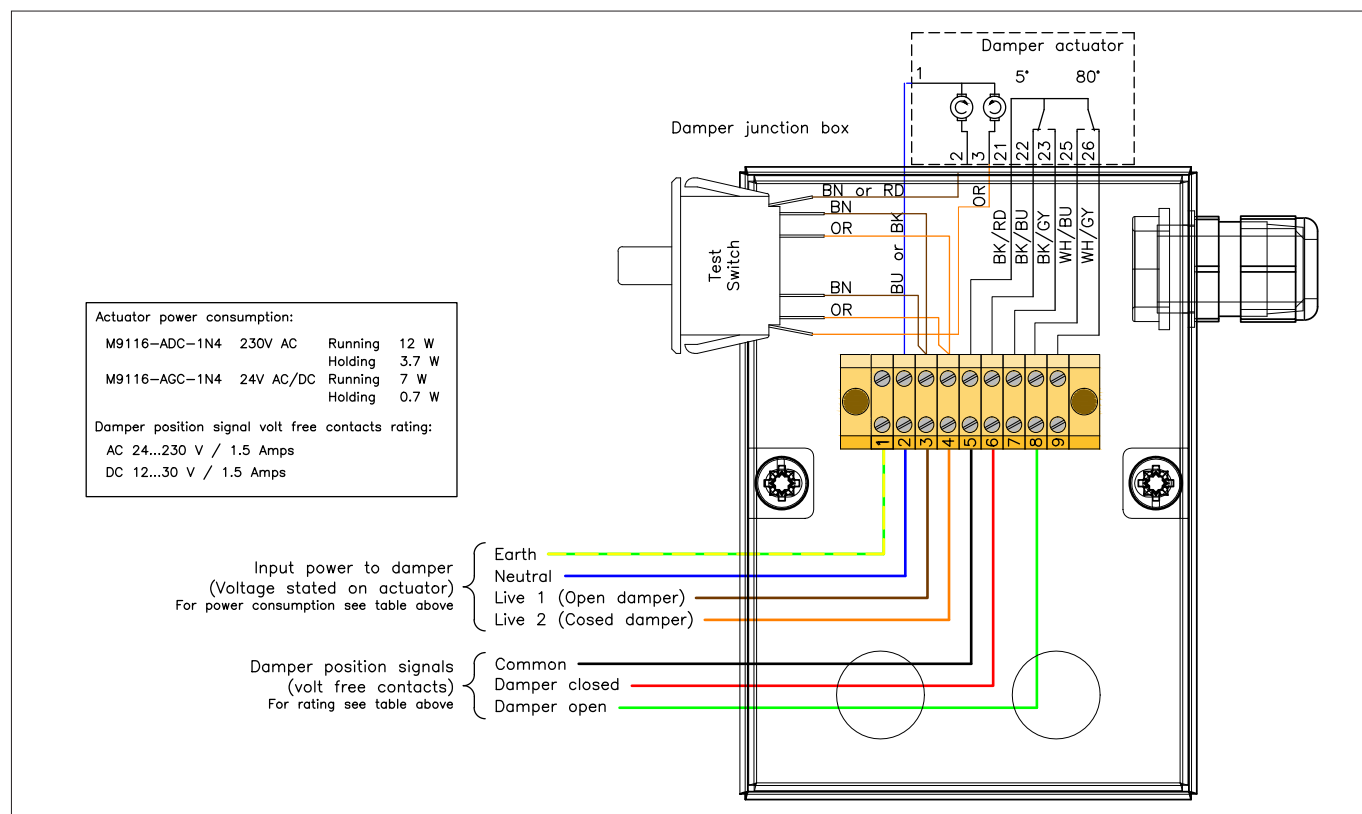 Damper actuator
1
5° 80°
Damper junction box
2 3 21 22 23 25 26
BN or RD
BN
OR
BU or BK
OR
BK/RD
BK/BU
BK/GY
WH/BU
WH/GY
Test
Switch
BN
OR
Actuator power consumption:
M9116-ADC-1N4 230V AC Running 12 W
Holding 3.7 W
M9116-AGC-1N4 24V AC/DC Running 7 W
Holding 0.7 W
Damper position signal volt free contacts rating:
AC 24...230 V / 1.5 Amps
DC 12...30 V / 1.5 Amps
1 2 3 4 5 6 7 8 9
Input power to damper
(Voltage stated on actuator)
For power consumption see table above
Earth
Neutral
Live 1 (Open damper)
Live 2 (Cosed damper)
Damper position signals
(volt free contacts)
For rating see table above
Common
Damper closed
Damper open